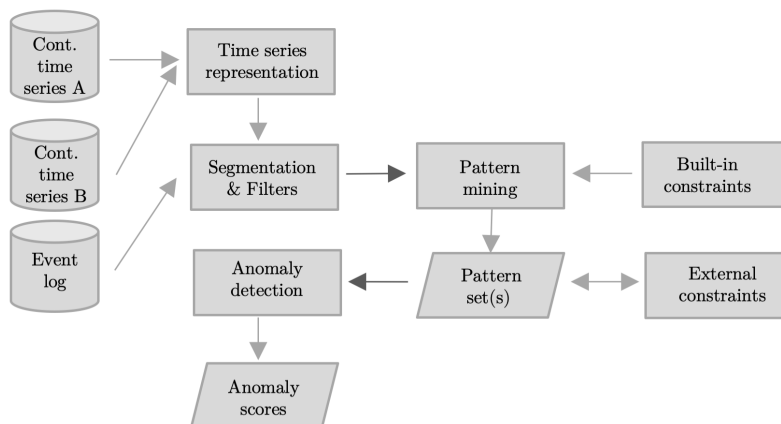 Cont.
time
series A
Time series
representation
Cont.
time
series B
Segmentation
& Filters
Pattern
mining
Built-in
constraints
Event
log
Anomaly
detection
Pattern
set(s)
External
constraints
Anomaly
scores